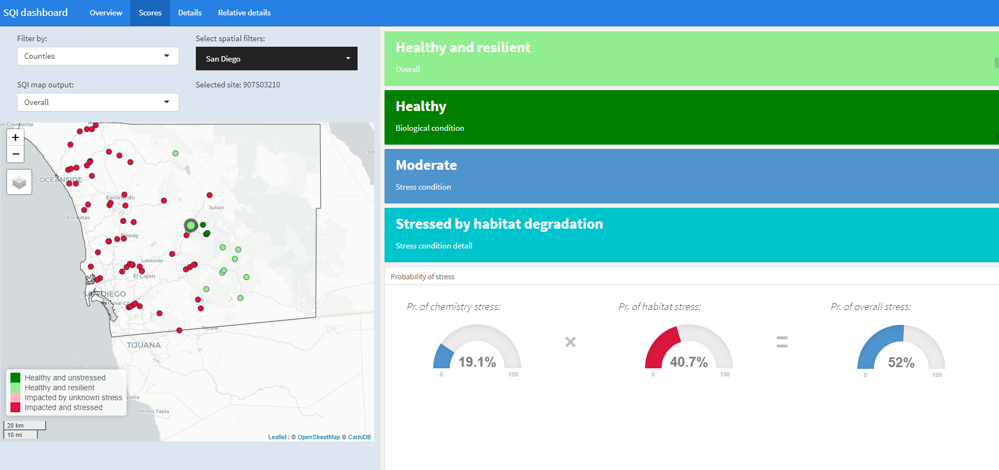 SQI dashboard
Overview
Scores
Details
Relative details
Filter by:
Counties
Select spatial filters:
San Diego
SQI map output:
Overall
Selected site: 907S03210
n Clemente
+
−
OCEANSIDE
Escondido
Encinitas
Julian
Poway
Lakeside
El Cajon
SAN DIEGO
National City
Tecate
TIJUANA
Primo Tapia
Healthy and unstressed
Healthy and resilient
Impacted by unknown stress
Impacted and stressed
20 km
10 mi
Leaflet | © OpenStreetMap © CartoDB
Healthy and resilient
Overall
Healthy
Biological condition
Moderate
Stress condition
Stressed by habitat degradation
Stress condition detail
Probability of stress
Pr. of chemistry stress:
19.1%
0
100
×
Pr. of habitat stress:
40.7%
0
100
=
Pr. of overall stress:
52%
0
100